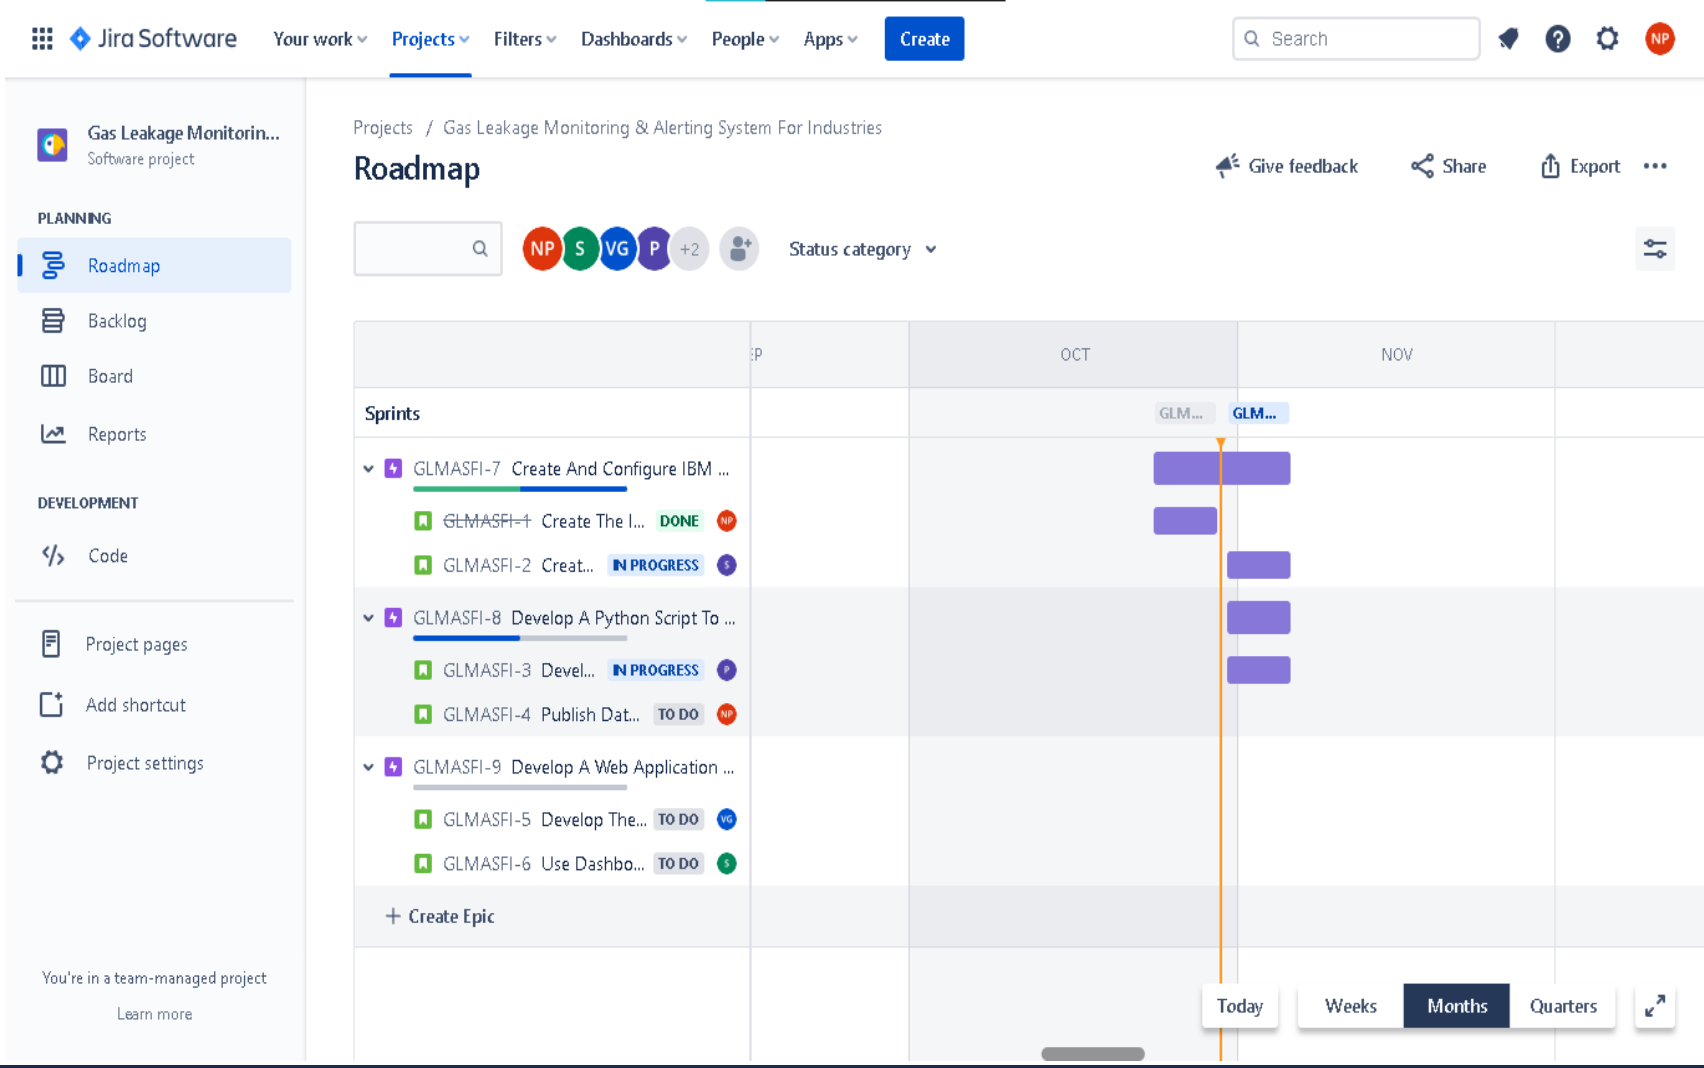 Jira Software Your work Projects Filters Dashboards People Apps Create Search NP
Gas Leakage Monitorin...
Software project
PLANNING
Roadmap
Backlog
Board
Reports
DEVELOPMENT
Code
Project pages
Add shortcut
Project settings
You're in a team-managed project
Learn more
Projects / Gas Leakage Monitoring & Alerting System For Industries
Roadmap
Give feedback Share Export
NP S VG P +2 Status category
EP OCT NOV
Sprints GLM... GLM...
GLMASFI-7 Create And Configure IBM ...
GLMASFI-1 Create The I... DONE NP
GLMASFI-2 Creat... IN PROGRESS S
GLMASFI-8 Develop A Python Script To ...
GLMASFI-3 Devel... IN PROGRESS P
GLMASFI-4 Publish Dat... TO DO NP
GLMASFI-9 Develop A Web Application ...
GLMASFI-5 Develop The... TO DO VG
GLMASFI-6 Use Dashbo... TO DO S
+ Create Epic
Today Weeks Months Quarters